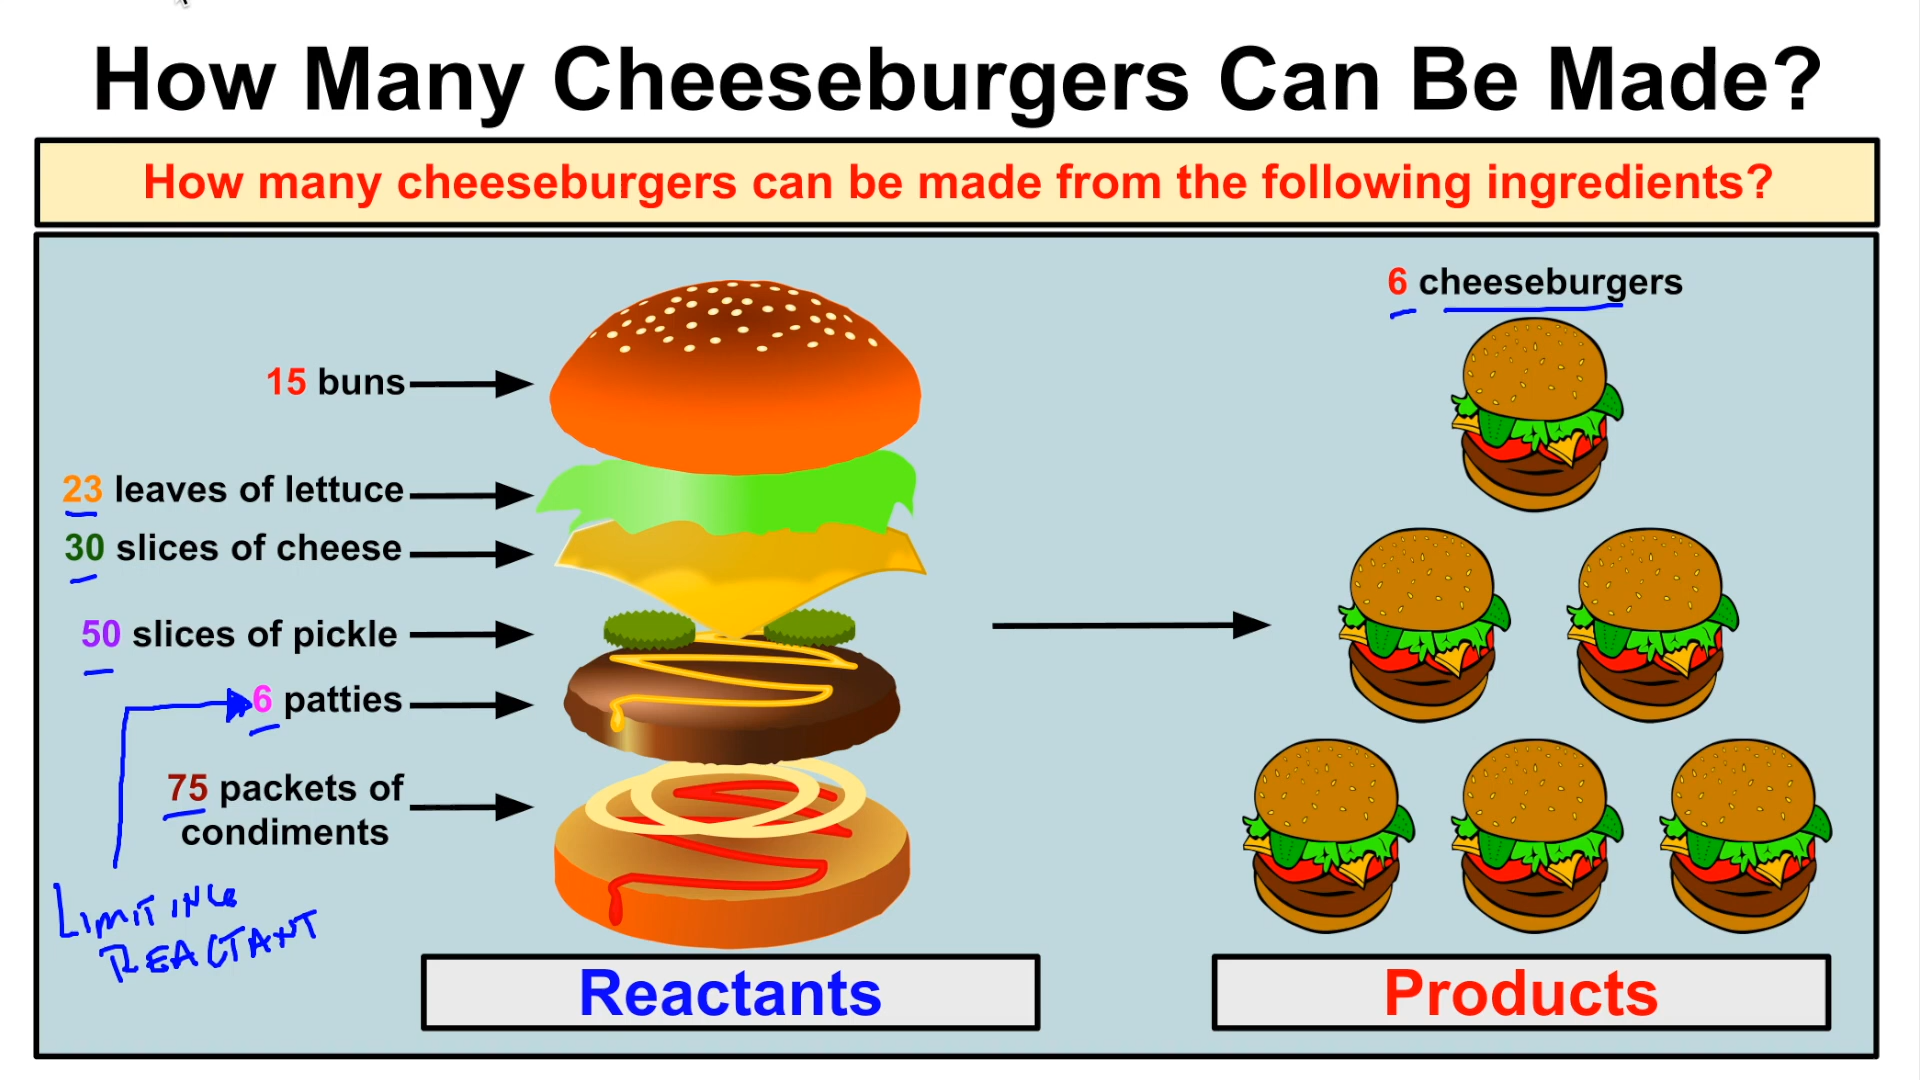 How Many Cheeseburgers Can Be Made?
How many cheeseburgers can be made from the following ingredients?
6 cheeseburgers
15 buns
23 leaves of lettuce
30 slices of cheese
50 slices of pickle
6 patties
75 packets of
condiments
LIMITING
REACTANT
Reactants
Products